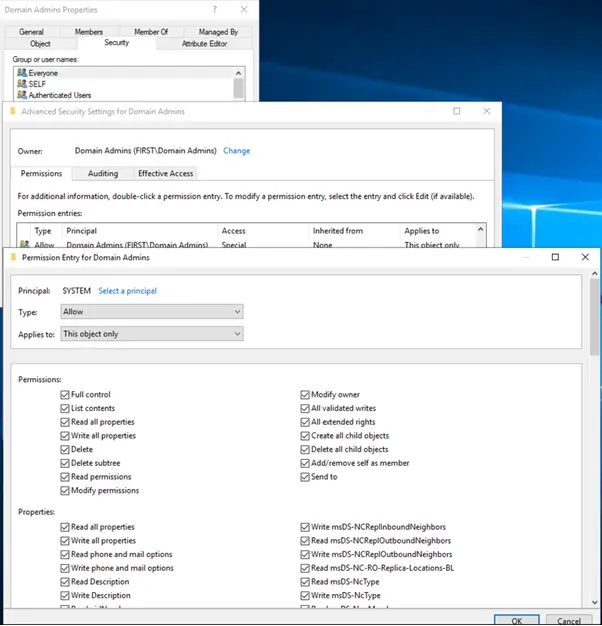 Domain Admins Properties ? ×
General Members Member Of Managed By
Object Security Attribute Editor
Group or user names:
Everyone
SELF
Authenticated Users
Advanced Security Settings for Domain Admins
Owner: Domain Admins (FIRST\Domain Admins) Change
Permissions Auditing Effective Access
For additional information, double-click a permission entry. To modify a permission entry, select the entry and click Edit (if available).
Permission entries:
Type Principal Access Inherited from Applies to
Allow Domain Admins (FIRST\Domain Admins) Special None This object only
Permission Entry for Domain Admins
Principal: SYSTEM Select a principal
Type: Allow
Applies to: This object only
Permissions:
Full control Modify owner
List contents All validated writes
Read all properties All extended rights
Write all properties Create all child objects
Delete Delete all child objects
Delete subtree Add/remove self as member
Read permissions Send to
Modify permissions
Properties:
Read all properties Write msDS-NCReplInboundNeighbors
Write all properties Read msDS-NCReplOutboundNeighbors
Read phone and mail options Write msDS-NCReplOutboundNeighbors
Write phone and mail options Read msDS-NC-RO-Replica-Locations-BL
Read Description Read msDS-NcType
Write Description Write msDS-NcType
OK Cancel